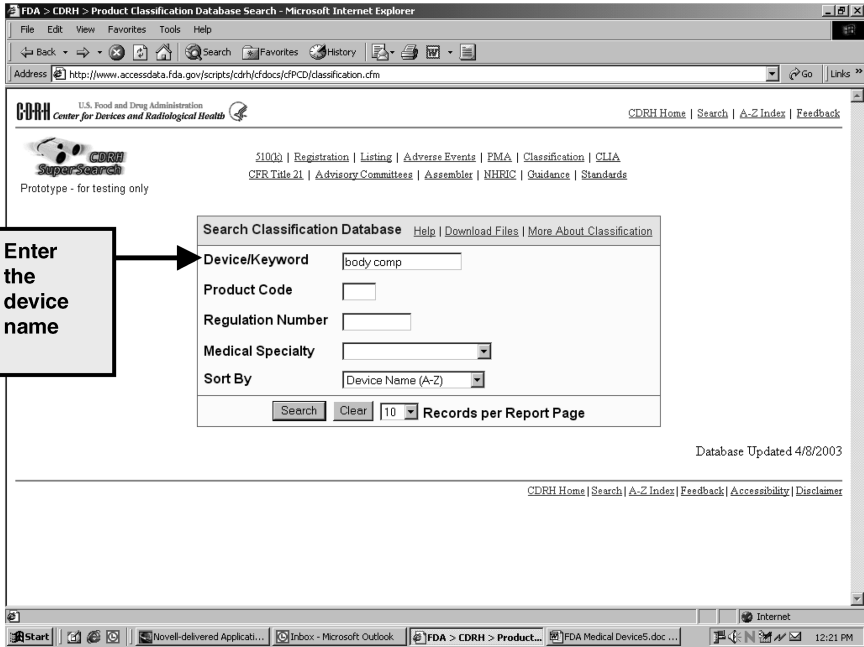 FDA > CDRH > Product Classification Database Search - Microsoft Internet Explorer
File Edit View Favorites Tools Help
Back Search Favorites History
Address http://www.accessdata.fda.gov/scripts/cdrh/cfdocs/cfPCD/classification.cfm Go Links »
CDRH U.S. Food and Drug Administration
Center for Devices and Radiological Health
CDRH Home | Search | A-Z Index | Feedback
CDRH
SuperSearch
Prototype - for testing only
510(k) | Registration | Listing | Adverse Events | PMA | Classification | CLIA
CFR Title 21 | Advisory Committees | Assembler | NHRIC | Guidance | Standards
Search Classification Database Help | Download Files | More About Classification
Enter
the
device
name
Device/Keyword body comp
Product Code
Regulation Number
Medical Specialty
Sort By Device Name (A-Z)
Search Clear 10 Records per Report Page
Database Updated 4/8/2003
CDRH Home | Search | A-Z Index | Feedback | Accessibility | Disclaimer
Internet
Start Novell-delivered Applicati... Inbox - Microsoft Outlook FDA > CDRH > Product... FDA Medical Device5.doc ... 12:21 PM